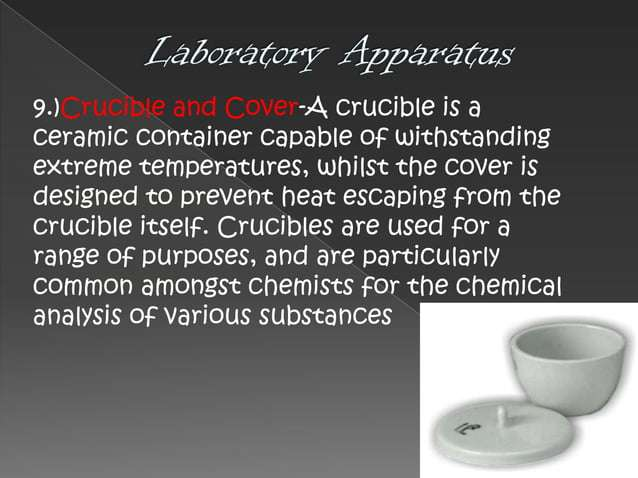 Laboratory Apparatus
9.)Crucible and Cover-A crucible is a
ceramic container capable of withstanding
extreme temperatures, whilst the cover is
designed to prevent heat escaping from the
crucible itself. Crucibles are used for a
range of purposes, and are particularly
common amongst chemists for the chemical
analysis of various substances